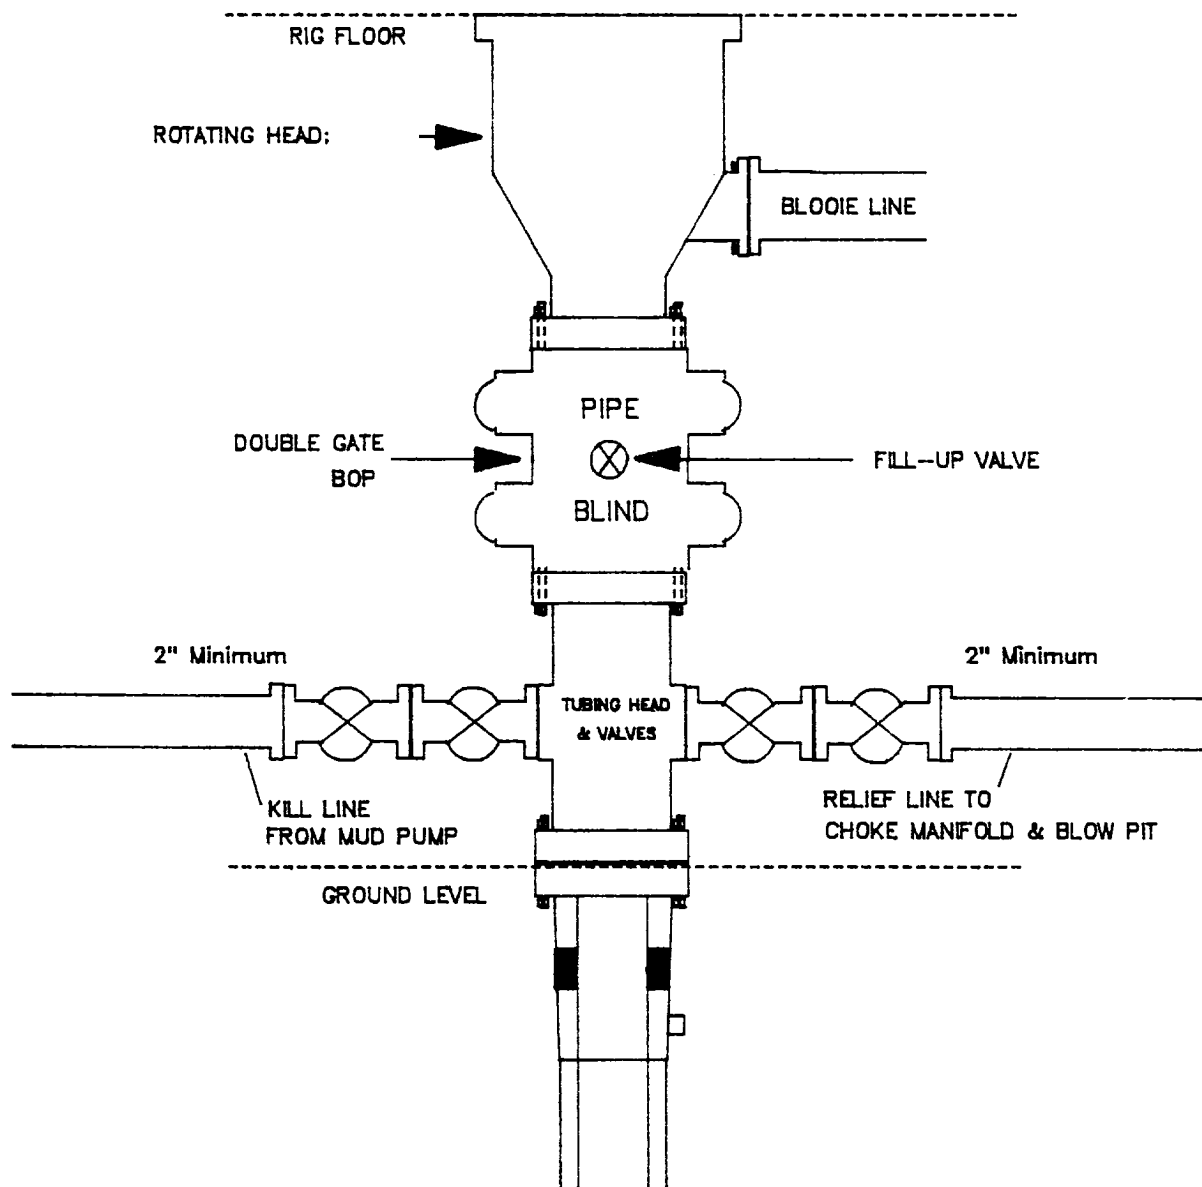 RIG FLOOR
ROTATING HEAD;
BLOOIE LINE
PIPE
DOUBLE GATE
BOP
FILL-UP VALVE
BLIND
2" Minimum
2" Minimum
TUBING HEAD
& VALVES
KILL LINE
FROM MUD PUMP
RELIEF LINE TO
CHOKE MANIFOLD & BLOW PIT
GROUND LEVEL